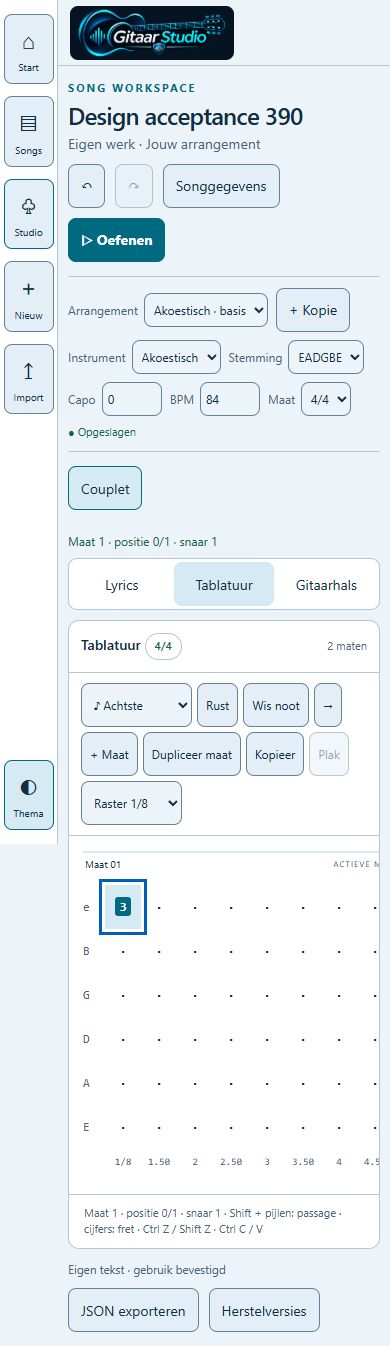 Gitaar Studio
Start
Songs
Studio
Nieuw
Import
Thema
SONG WORKSPACE
Design acceptance 390
Eigen werk · Jouw arrangement
Songgegevens
Oefenen
Arrangement Akoestisch · basis + Kopie
Instrument Akoestisch Stemming EADGBE
Capo 0 BPM 84 Maat 4/4
● Opgeslagen
Couplet
Maat 1 · positie 0/1 · snaar 1
Lyrics Tablatuur Gitaarhals
Tablatuur 4/4 2 maten
♪ Achtste Rust Wis noot →
+ Maat Dupliceer maat Kopieer Plak
Raster 1/8
Maat 01 ACTIEVE M
e 3
B
G
D
A
E
1/8 1.50 2 2.50 3 3.50 4 4.5
Maat 1 · positie 0/1 · snaar 1 · Shift + pijlen: passage ·
cijfers: fret · Ctrl Z / Shift Z · Ctrl C / V
Eigen tekst · gebruik bevestigd
JSON exporteren Herstelversies